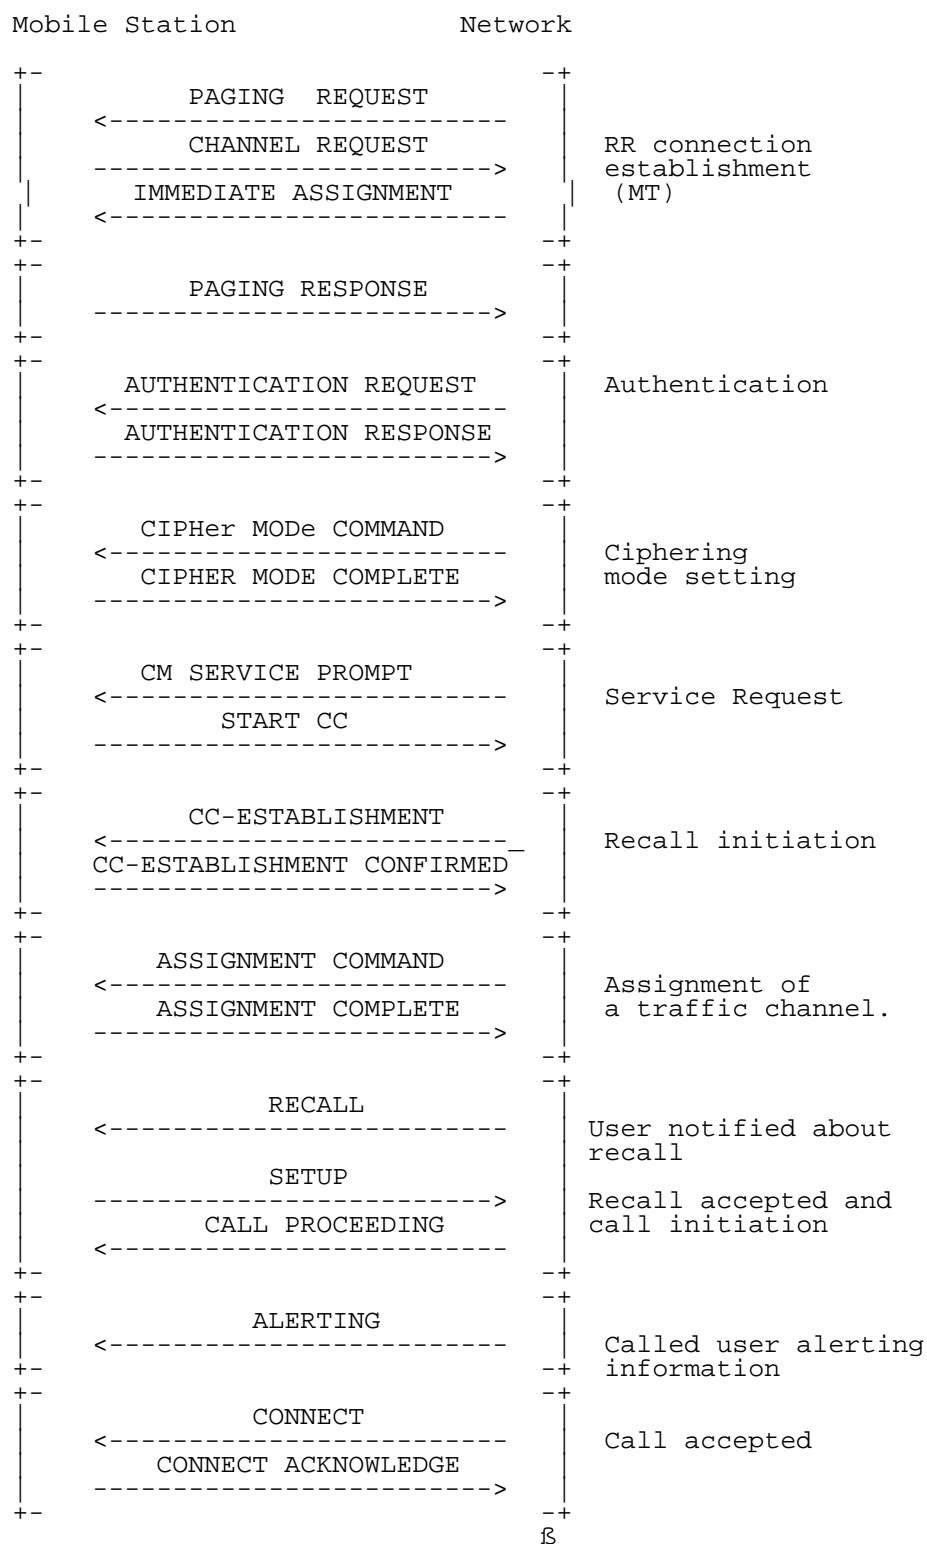 Mobile Station Network
+- -+
| PAGING REQUEST |
<-------------------------
| CHANNEL REQUEST | RR connection
-------------------------> establishment
| IMMEDIATE ASSIGNMENT | (MT)
| <------------------------- |
+- -+
+- -+
| PAGING RESPONSE |
| -------------------------> |
+- -+
+- -+
| AUTHENTICATION REQUEST | Authentication
<-------------------------
| AUTHENTICATION RESPONSE |
| -------------------------> |
+- -+
+- -+
| CIPHer MODe COMMAND |
<------------------------- Ciphering
| CIPHER MODE COMPLETE | mode setting
| -------------------------> |
+- -+
+- -+
| CM SERVICE PROMPT |
<------------------------- Service Request
| START CC |
| -------------------------> |
+- -+
+- -+
| CC-ESTABLISHMENT |
<-------------------------_ Recall initiation
| CC-ESTABLISHMENT CONFIRMED |
| -------------------------> |
+- -+
+- -+
| ASSIGNMENT COMMAND |
<------------------------- Assignment of
| ASSIGNMENT COMPLETE | a traffic channel.
| -------------------------> |
+- -+
+- -+
| RECALL |
<------------------------- User notified about
recall
| SETUP |
-------------------------> Recall accepted and
| CALL PROCEEDING | call initiation
| <------------------------- |
+- -+
+- -+
| ALERTING |
| <------------------------- | Called user alerting
+- -+ information
+- -+
| CONNECT |
<------------------------- Call accepted
| CONNECT ACKNOWLEDGE |
| -------------------------> |
+- -+
ß